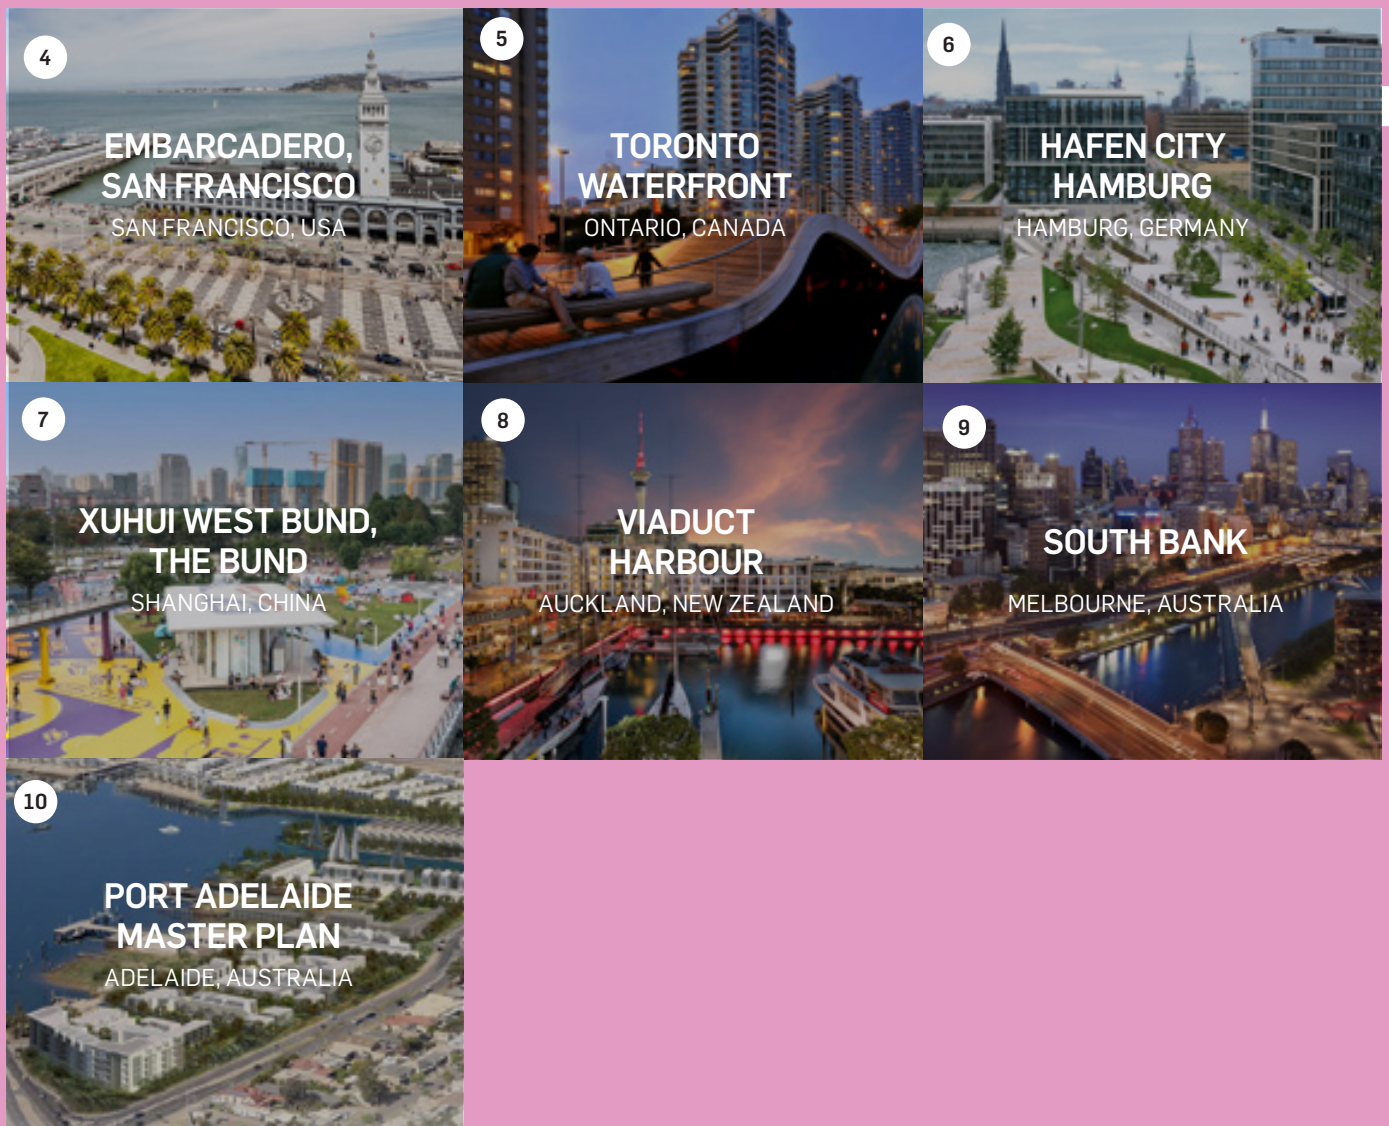 4
EMBARCADERO,
SAN FRANCISCO
SAN FRANCISCO, USA
5
TORONTO
WATERFRONT
ONTARIO, CANADA
6
HAFEN CITY
HAMBURG
HAMBURG, GERMANY
7
XUHUI WEST BUND,
THE BUND
SHANGHAI, CHINA
8
VIADUCT
HARBOUR
AUCKLAND, NEW ZEALAND
9
SOUTH BANK
MELBOURNE, AUSTRALIA
10
PORT ADELAIDE
MASTER PLAN
ADELAIDE, AUSTRALIA